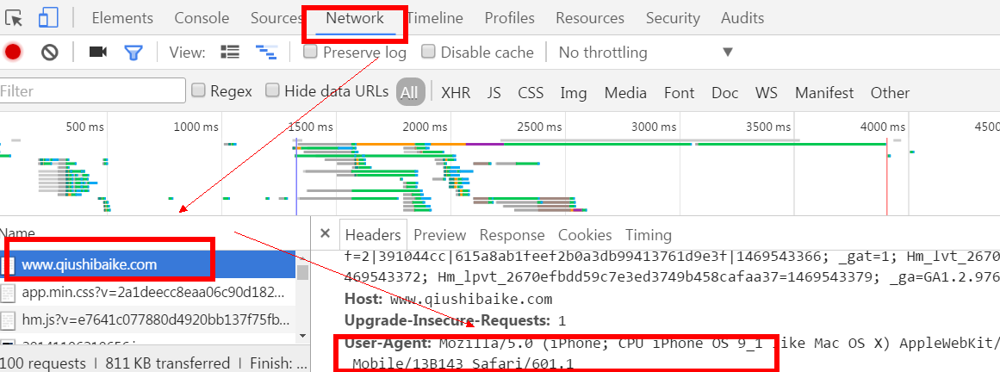 Elements Console Sources Network Timeline Profiles Resources Security Audits
View: Preserve log Disable cache No throttling
Filter Regex Hide data URLs All XHR JS CSS Img Media Font Doc WS Manifest Other
500 ms 1000 ms 1500 ms 2000 ms 2500 ms 3000 ms 3500 ms 4000 ms 4500
Name
× Headers Preview Response Cookies Timing
www.qiushibaike.com
app.min.css?v=2a1deecc8eaa06c90d182...
hm.js?v=e7641c077880d4920bb137f75fb...
100 requests | 811 KB transferred | Finish: ...
f=2|391044cc|615a8ab1feef2b0a3db99413761d9e3f|1469543366; _gat=1; Hm_lvt_2670
469543372; Hm_lpvt_2670efbdd59c7e3ed3749b458cafaa37=1469543379; _ga=GA1.2.976
Host: www.qiushibaike.com
Upgrade-Insecure-Requests: 1
User-Agent: Mozilla/5.0 (iPhone; CPU iPhone OS 9_1 like Mac OS X) AppleWebKit/
Mobile/13B143 Safari/601.1